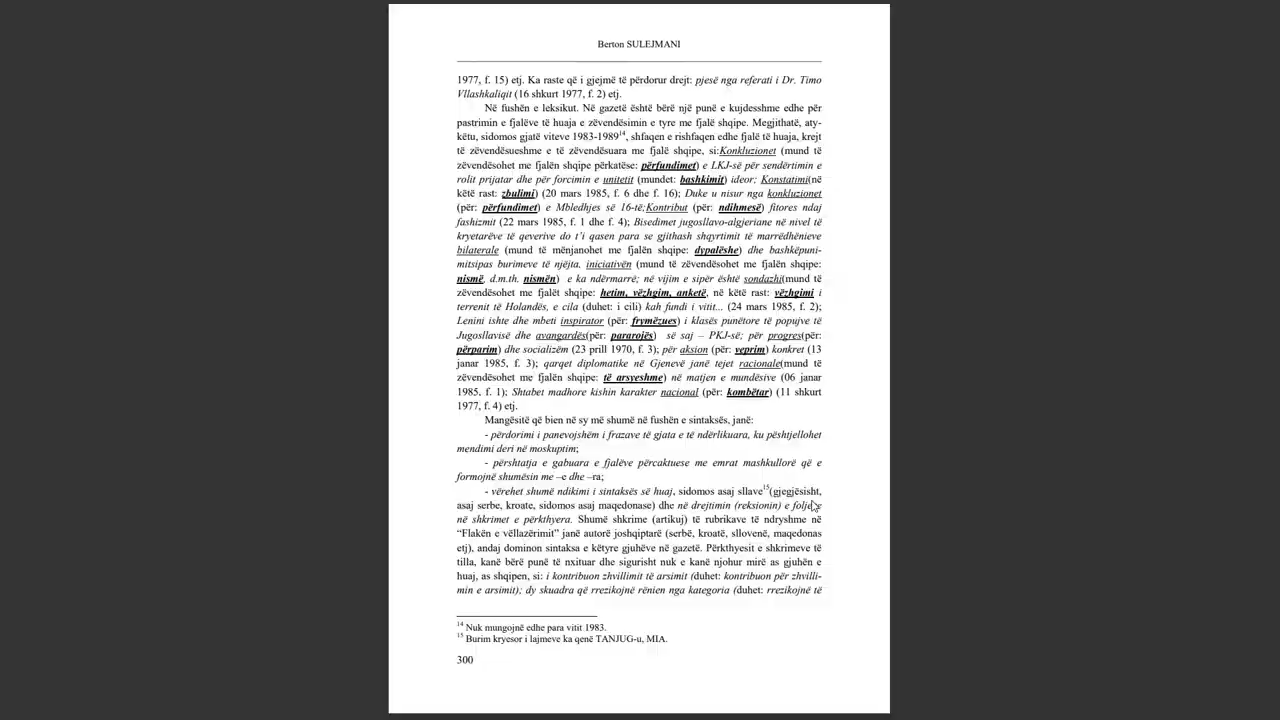 Berton SULEJMANI
1977, f. 15) etj. Ka raste që i gjejmë të përdorur drejt: pjesë nga referati i Dr. Timo
Vllashkaliqit (16 shkurt 1977, f. 2) etj.
Në fushën e leksikut. Në gazetë është bërë një punë e kujdesshme edhe për
pastrimin e fjalëve të huaja e zëvendësimin e tyre me fjalë shqipe. Megjithatë, aty-
këtu, sidomos gjatë viteve 1983-198914, shfaqen e rishfaqen edhe fjalë të huaja, krejt
të zëvendësueshme e të zëvendësuara me fjalë shqipe, si:Konkluzionet (mund të
zëvendësohet me fjalën shqipe përkatëse: përfundimet) e LKJ-së për sendërtimin e
rolit prijatar dhe për forcimin e unitetit (mundet: bashkimit) ideor; Konstatimi(në
këtë rast: zbulimi) (20 mars 1985, f. 6 dhe f. 16); Duke u nisur nga konkluzionet
(për: përfundimet) e Mbledhjes së 16-të;Kontribut (për: ndihmesë) fitores ndaj
fashizmit (22 mars 1985, f. 1 dhe f. 4); Bisedimet jugosllavo-algjeriane në nivel të
kryetarëve të qeverive do t’i qasen para se gjithash shqyrtimit të marrëdhënieve
bilaterale (mund të mënjanohet me fjalën shqipe: dypalëshe) dhe bashkëpuni-
mitsipas burimeve të njëjta, iniciativën (mund të zëvendësohet me fjalën shqipe:
nismë, d.m.th. nismën) e ka ndërmarrë; në vijim e sipër është sondazhi(mund të
zëvendësohet me fjalët shqipe: hetim, vëzhgim, anketë, në këtë rast: vëzhgimi i
terrenit të Holandës, e cila (duhet: i cili) kah fundi i vitit... (24 mars 1985, f. 2);
Lenini ishte dhe mbeti inspirator (për: frymëzues) i klasës punëtore të popujve të
Jugosllavisë dhe avangardës(për: pararojës) së saj – PKJ-së; për progres(për:
përparim) dhe socializëm (23 prill 1970, f. 3); për aksion (për: veprim) konkret (13
janar 1985, f. 3); qarqet diplomatike në Gjenevë janë tejet racionale(mund të
zëvendësohet me fjalën shqipe: të arsyeshme) në matjen e mundësive (06 janar
1985, f. 1); Shtabet madhore kishin karakter nacional (për: kombëtar) (11 shkurt
1977, f. 4) etj.
Mangësitë që bien në sy më shumë në fushën e sintaksës, janë:
- përdorimi i panevojshëm i frazave të gjata e të ndërlikuara, ku pështjellohet
mendimi deri në moskuptim;
- përshtatja e gabuara e fjalëve përcaktuese me emrat mashkullorë që e
formojnë shumësin me –e dhe –ra;
- vërehet shumë ndikimi i sintaksës së huaj, sidomos asaj sllave15(gjegjësisht,
asaj serbe, kroate, sidomos asaj maqedonase) dhe në drejtimin (reksionin) e foljeve
në shkrimet e përkthyera. Shumë shkrime (artikuj) të rubrikave të ndryshme në
“Flakën e vëllazërimit” janë autorë joshqiptarë (serbë, kroatë, sllovenë, maqedonas
etj), andaj dominon sintaksa e këtyre gjuhëve në gazetë. Përkthyesit e shkrimeve të
tilla, kanë bërë punë të nxituar dhe sigurisht nuk e kanë njohur mirë as gjuhën e
huaj, as shqipen, si: i kontribuon zhvillimit të arsimit (duhet: kontribuon për zhvilli-
min e arsimit); dy skuadra që rrezikojnë rënien nga kategoria (duhet: rrezikojnë të
14 Nuk mungojnë edhe para vitit 1983.
15 Burim kryesor i lajmeve ka qenë TANJUG-u, MIA.
300